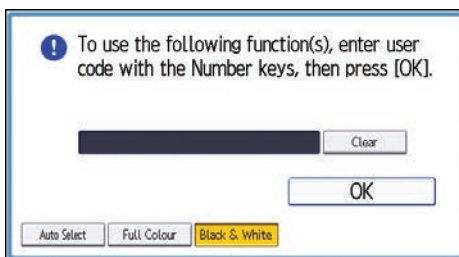 To use the following function(s), enter user
code with the Number keys, then press [OK].
Clear
OK
Auto Select Full Colour Black & White